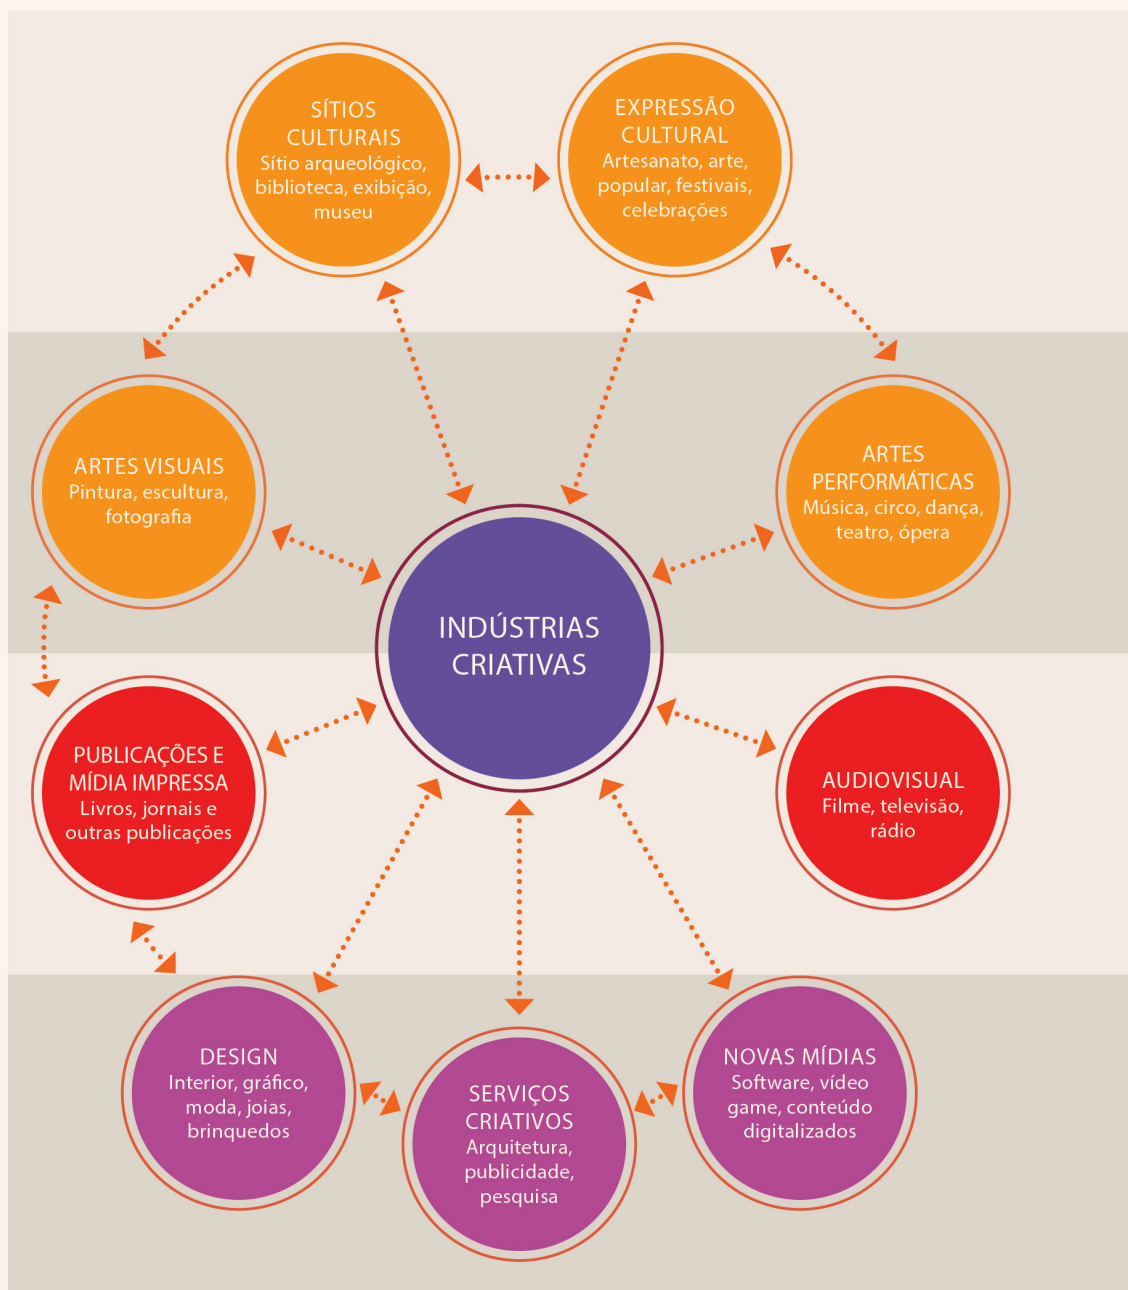 SÍTIOS
CULTURAIS
Sítio arqueológico,
biblioteca, exibição,
museu
EXPRESSÃO
CULTURAL
Artesanato, arte,
popular, festivais,
celebrações
ARTES VISUAIS
Pintura, escultura,
fotografia
ARTES
PERFORMÁTICAS
Música, circo, dança,
teatro, ópera
INDÚSTRIAS
CRIATIVAS
PUBLICAÇÕES E
MÍDIA IMPRESSA
Livros, jornais e
outras publicações
AUDIOVISUAL
Filme, televisão,
rádio
DESIGN
Interior, gráfico,
moda, joias,
brinquedos
SERVIÇOS
CRIATIVOS
Arquitetura,
publicidade,
pesquisa
NOVAS MÍDIAS
Software, vídeo
game, conteúdo
digitalizados